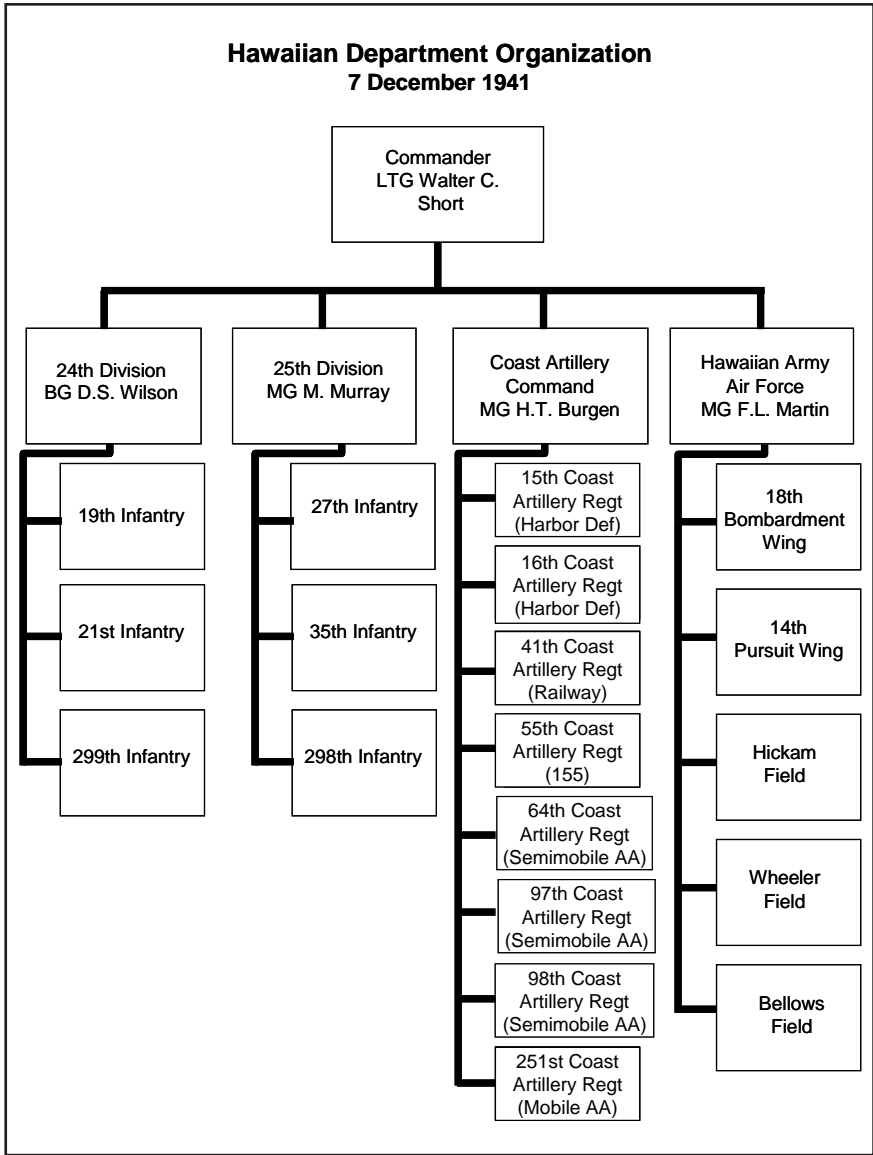 Hawaiian Department Organization
7 December 1941
Commander
LTG Walter C.
Short
24th Division
BG D.S. Wilson
19th Infantry
21st Infantry
299th Infantry
25th Division
MG M. Murray
27th Infantry
35th Infantry
298th Infantry
Coast Artillery
Command
MG H.T. Burgen
15th Coast
Artillery Regt
(Harbor Def)
16th Coast
Artillery Regt
(Harbor Def)
41th Coast
Artillery Regt
(Railway)
55th Coast
Artillery Regt
(155)
64th Coast
Artillery Regt
(Semimobile AA)
97th Coast
Artillery Regt
(Semimobile AA)
98th Coast
Artillery Regt
(Semimobile AA)
251st Coast
Artillery Regt
(Mobile AA)
Hawaiian Army
Air Force
MG F.L. Martin
18th
Bombardment
Wing
14th
Pursuit Wing
Hickam
Field
Wheeler
Field
Bellows
Field